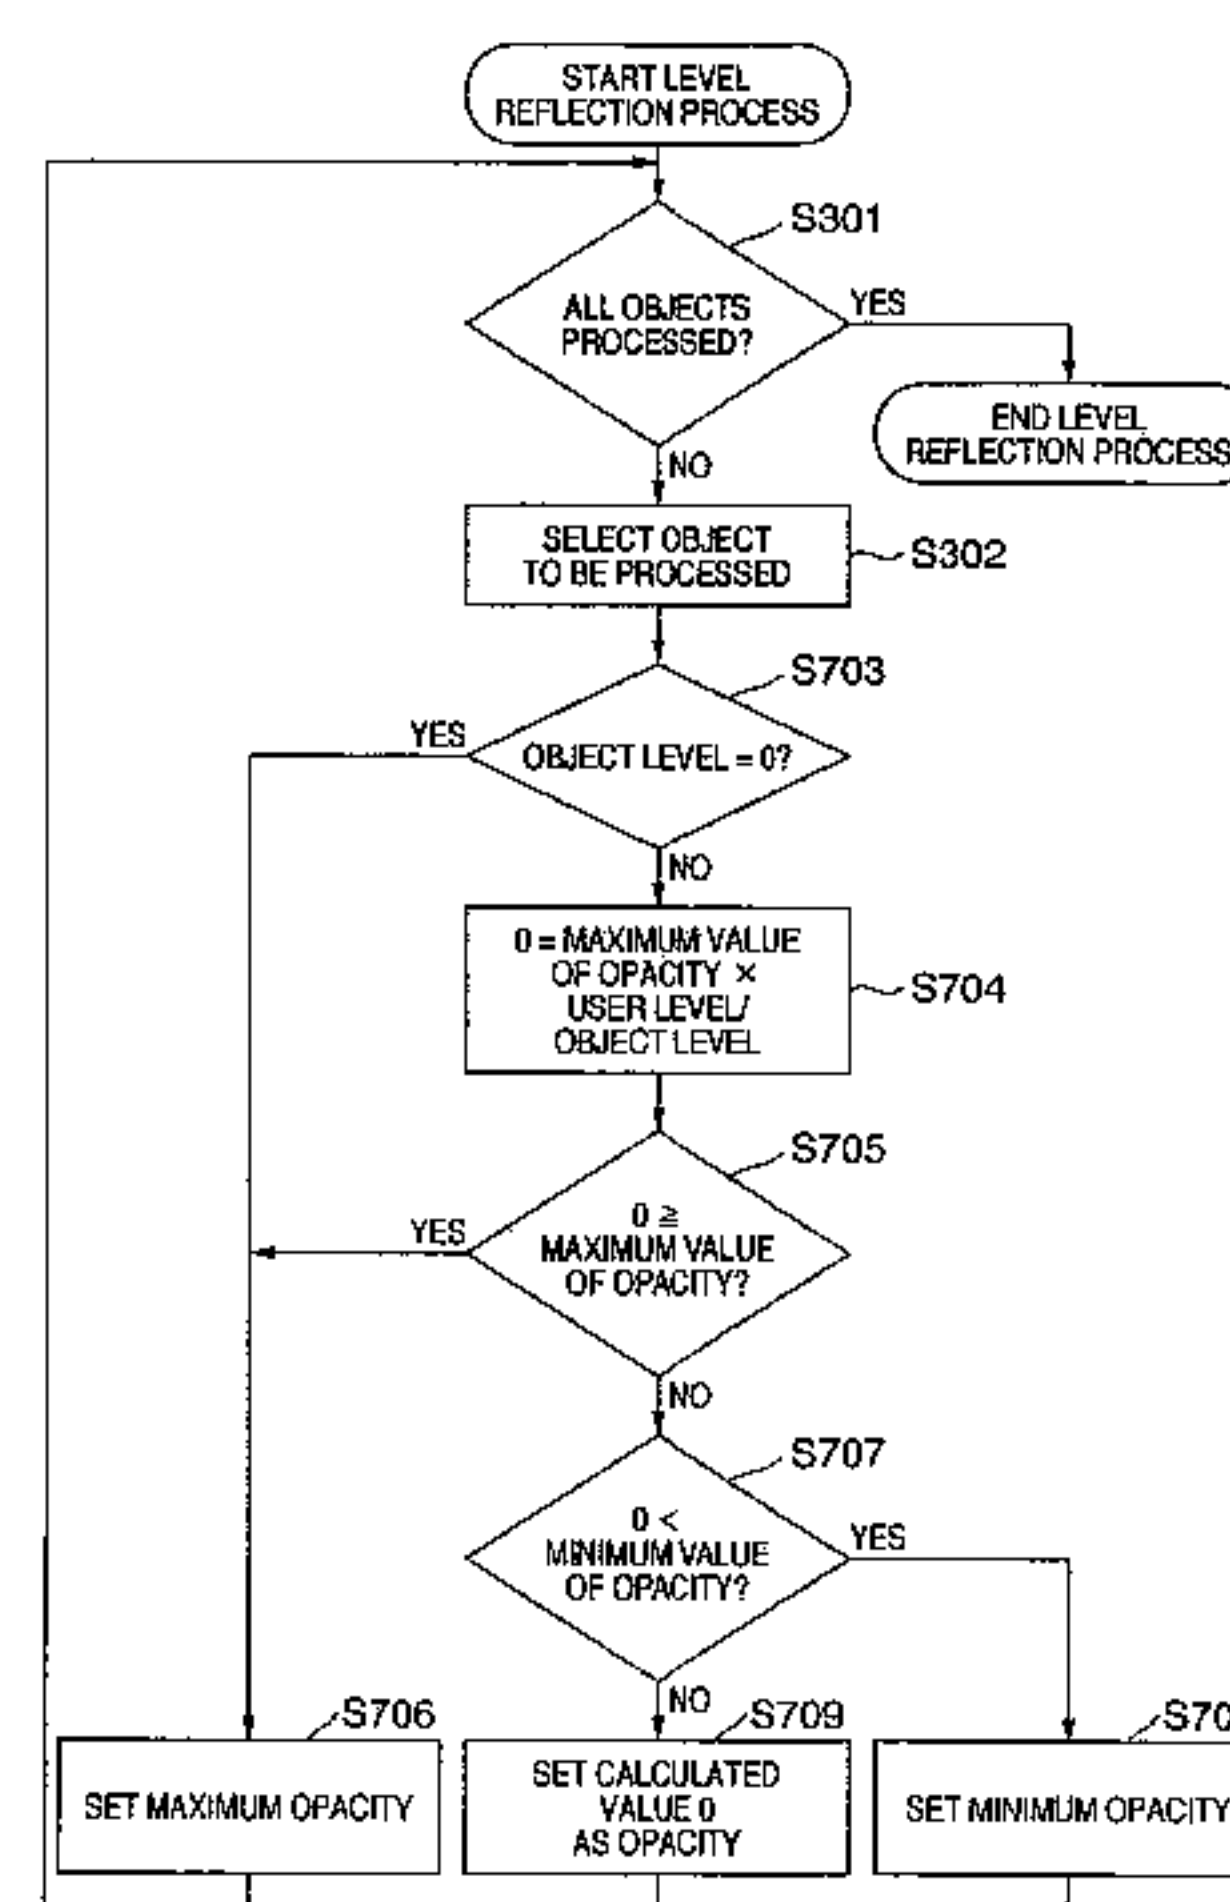 START LEVEL
REFLECTION PROCESS
S301
ALL OBJECTS
PROCESSED?
YES
END LEVEL
REFLECTION PROCESS
NO
SELECT OBJECT
TO BE PROCESSED
S302
S703
YES
OBJECT LEVEL = 0?
NO
0 = MAXIMUM VALUE
OF OPACITY ×
USER LEVEL/
OBJECT LEVEL
S704
S705
YES
0 ≧
MAXIMUM VALUE
OF OPACITY?
NO
S707
0 <
MINIMUM VALUE
OF OPACITY?
YES
NO
S706
S709
S70
SET MAXIMUM OPACITY
SET CALCULATED
VALUE 0
AS OPACITY
SET MINIMUM OPACITY